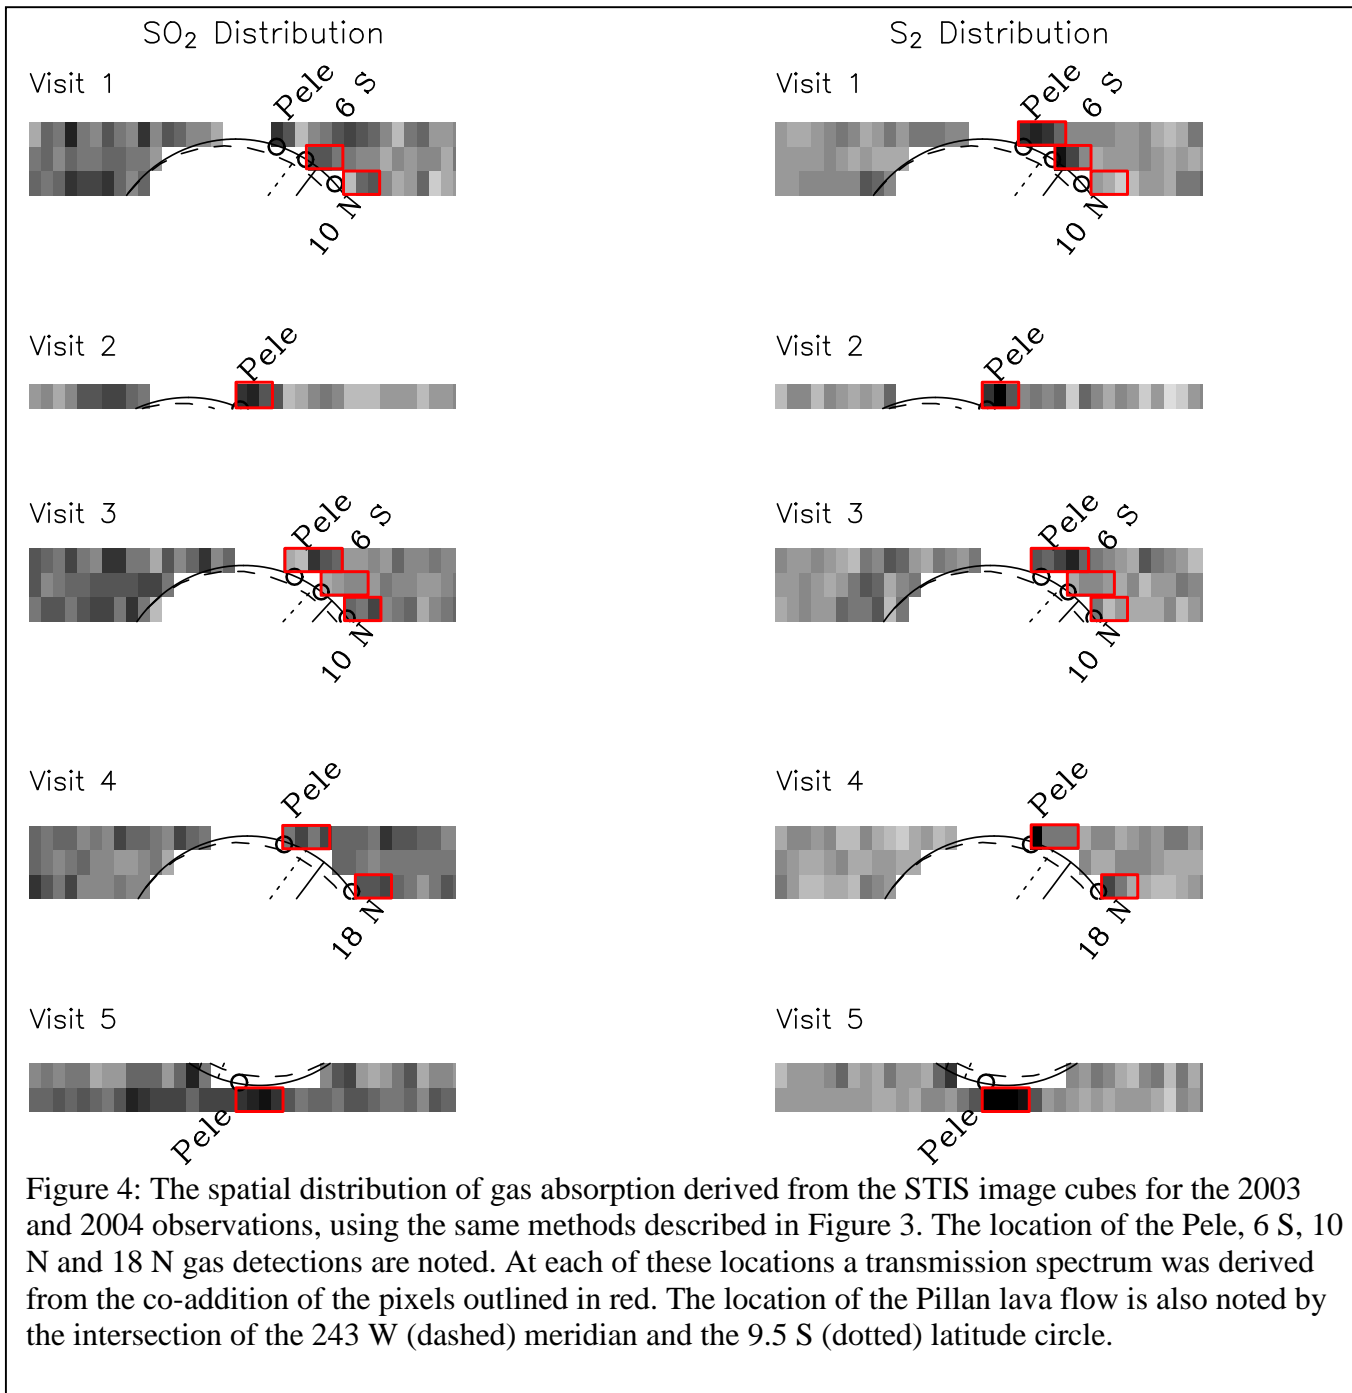 SO₂ Distribution
S₂ Distribution
Visit 1
Pele
6 S
10 N
Visit 1
Pele
6 S
10 N
Visit 2
Pele
Visit 2
Pele
Visit 3
Pele
6 S
10 N
Visit 3
Pele
6 S
10 N
Visit 4
Pele
18 N
Visit 4
Pele
18 N
Visit 5
Pele
Visit 5
Pele
Figure 4: The spatial distribution of gas absorption derived from the STIS image cubes for the 2003
and 2004 observations, using the same methods described in Figure 3. The location of the Pele, 6 S, 10
N and 18 N gas detections are noted. At each of these locations a transmission spectrum was derived
from the co-addition of the pixels outlined in red. The location of the Pillan lava flow is also noted by
the intersection of the 243 W (dashed) meridian and the 9.5 S (dotted) latitude circle.